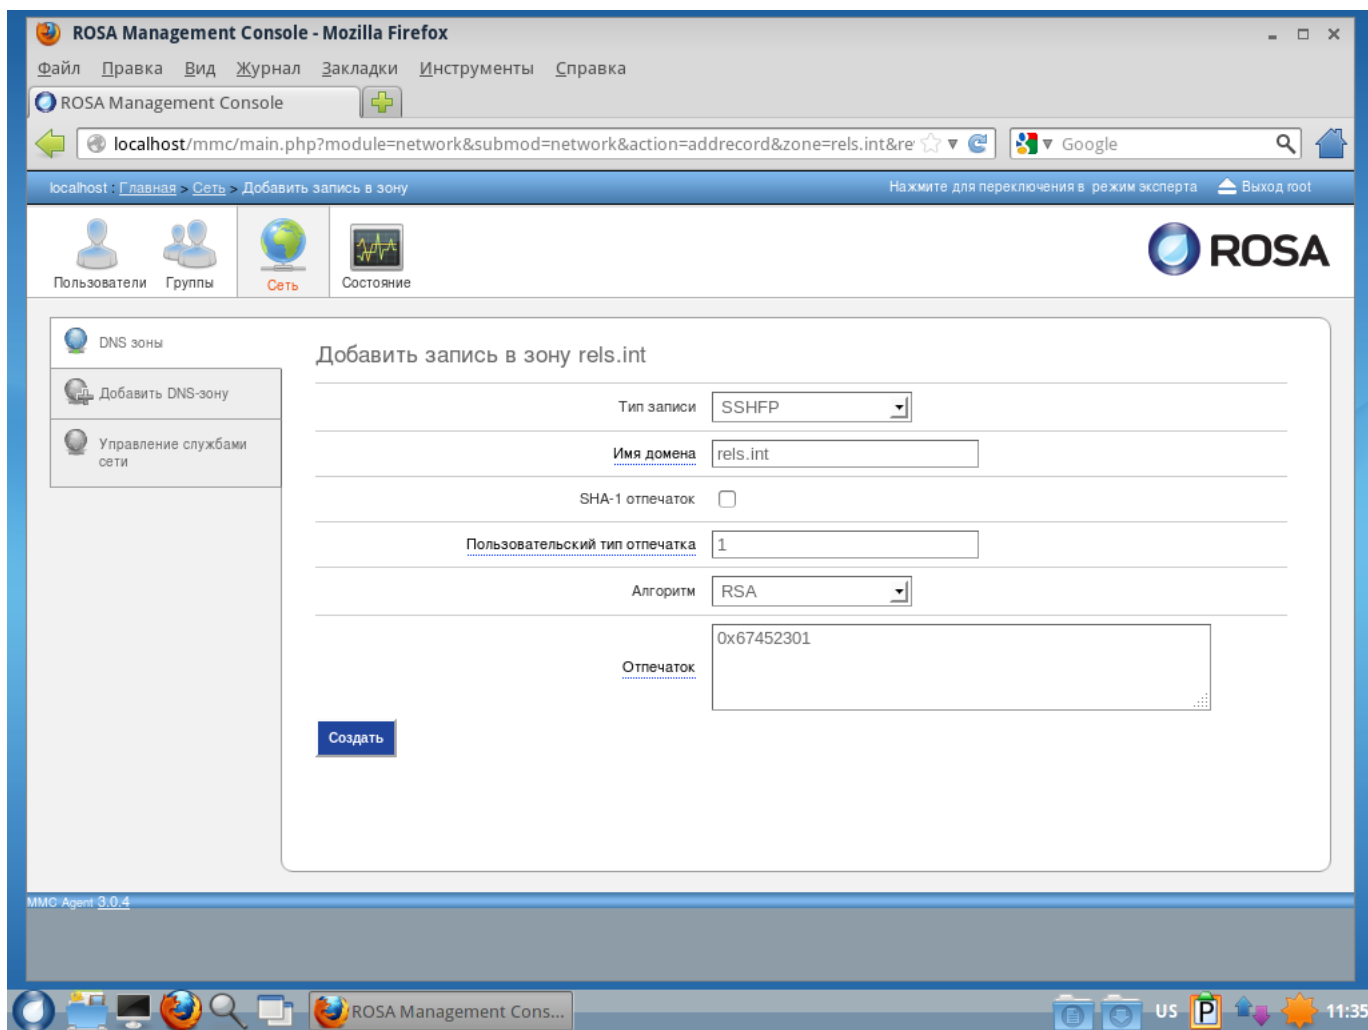 ROSA Management Console - Mozilla Firefox
Файл Правка Вид Журнал Закладки Инструменты Справка
ROSA Management Console
localhost/mmc/main.php?module=network&submod=network&action=addrecord&zone=rels.int&re
Google
localhost : Главная > Сеть > Добавить запись в зону
Нажмите для переключения в режим эксперта Выход root
Пользователи Группы Сеть Состояние
ROSA
DNS зоны
Добавить DNS-зону
Управление службами
сети
Добавить запись в зону rels.int
Тип записи SSHFP
Имя домена rels.int
SHA-1 отпечаток
Пользовательский тип отпечатка 1
Алгоритм RSA
Отпечаток 0x67452301
Создать
MMC Agent 3.0.4
ROSA Management Cons...
US P 11:35